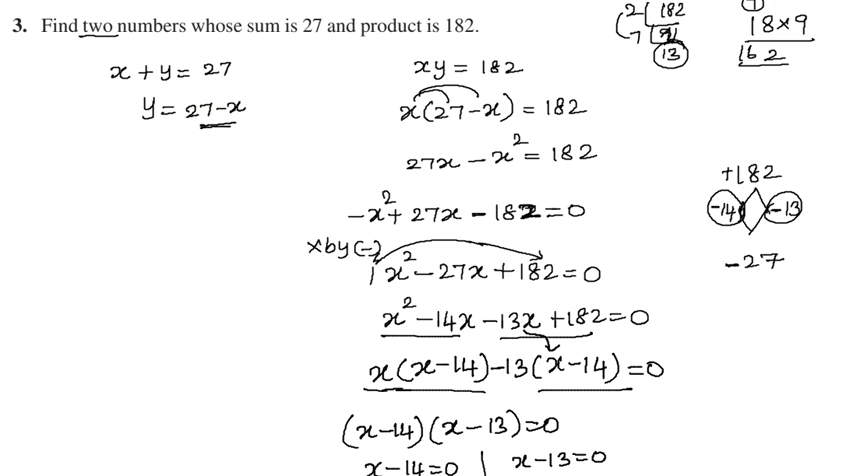 3. Find two numbers whose sum is 27 and product is 182.
x + y = 27
y = 27-x
xy = 182
x(27-x) = 182
27x - x² = 182
-x² + 27x - 182 = 0
x by (-)
1x² - 27x + 182 = 0
x² - 14x - 13x + 182 = 0
x(x-14) - 13(x-14) = 0
(x-14)(x-13) = 0
x-14=0 | x-13=0
2 182
7 91
13
18×9
162
+182
-14 -13
-27